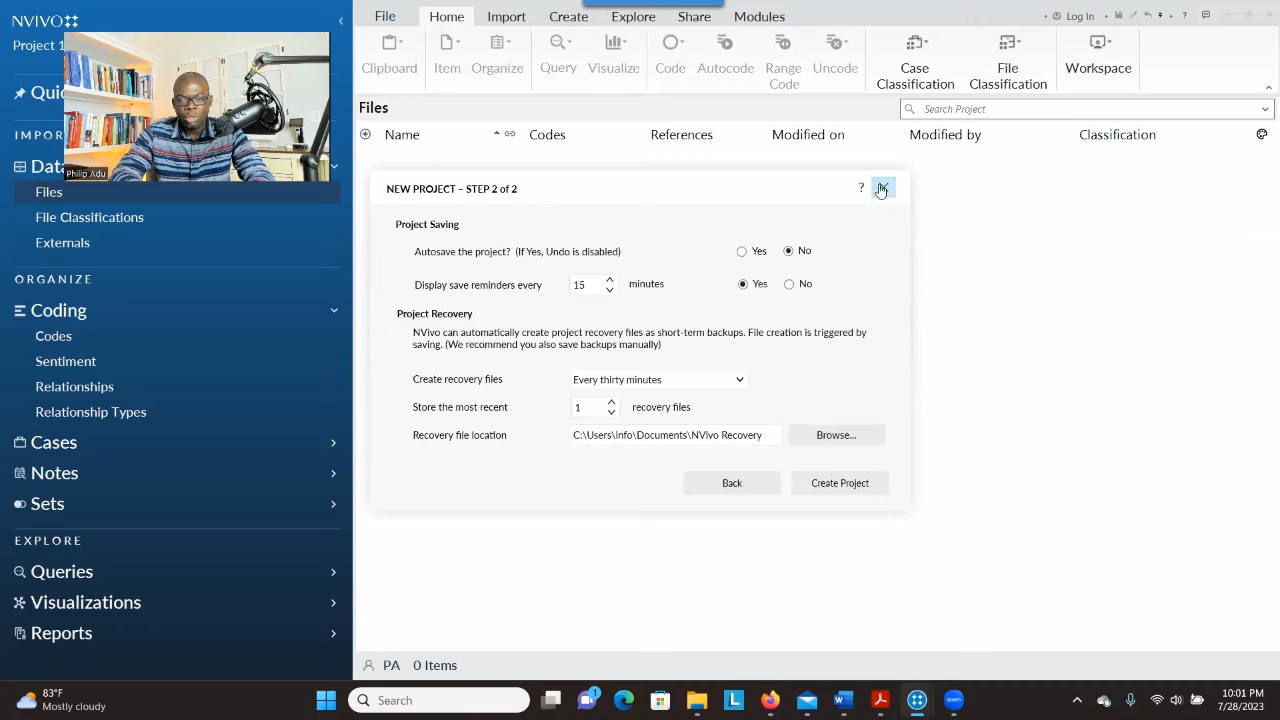 NVIVO
Project 1
Philip Adu
Quic
IMPOR
Data
Files
File Classifications
Externals
ORGANIZE
Coding
Codes
Sentiment
Relationships
Relationship Types
Cases
Notes
Sets
EXPLORE
Queries
Visualizations
Reports
File Home Import Create Explore Share Modules
Log In ?
Clipboard Item Organize Query Visualize Code Autocode Range Code Uncode Case Classification File Classification Workspace
Files
Search Project
Name Codes References Modified on Modified by Classification
NEW PROJECT – STEP 2 of 2 ?
Project Saving
Autosave the project? (If Yes, Undo is disabled) Yes No
Display save reminders every 15 minutes Yes No
Project Recovery
NVivo can automatically create project recovery files as short-term backups. File creation is triggered by
saving. (We recommend you also save backups manually)
Create recovery files Every thirty minutes
Store the most recent 1 recovery files
Recovery file location C:\Users\info\Documents\NVivo Recovery Browse...
Back Create Project
PA 0 Items
83°F
Mostly cloudy
Search
1
L
W
zoom
10:01 PM
7/28/2023